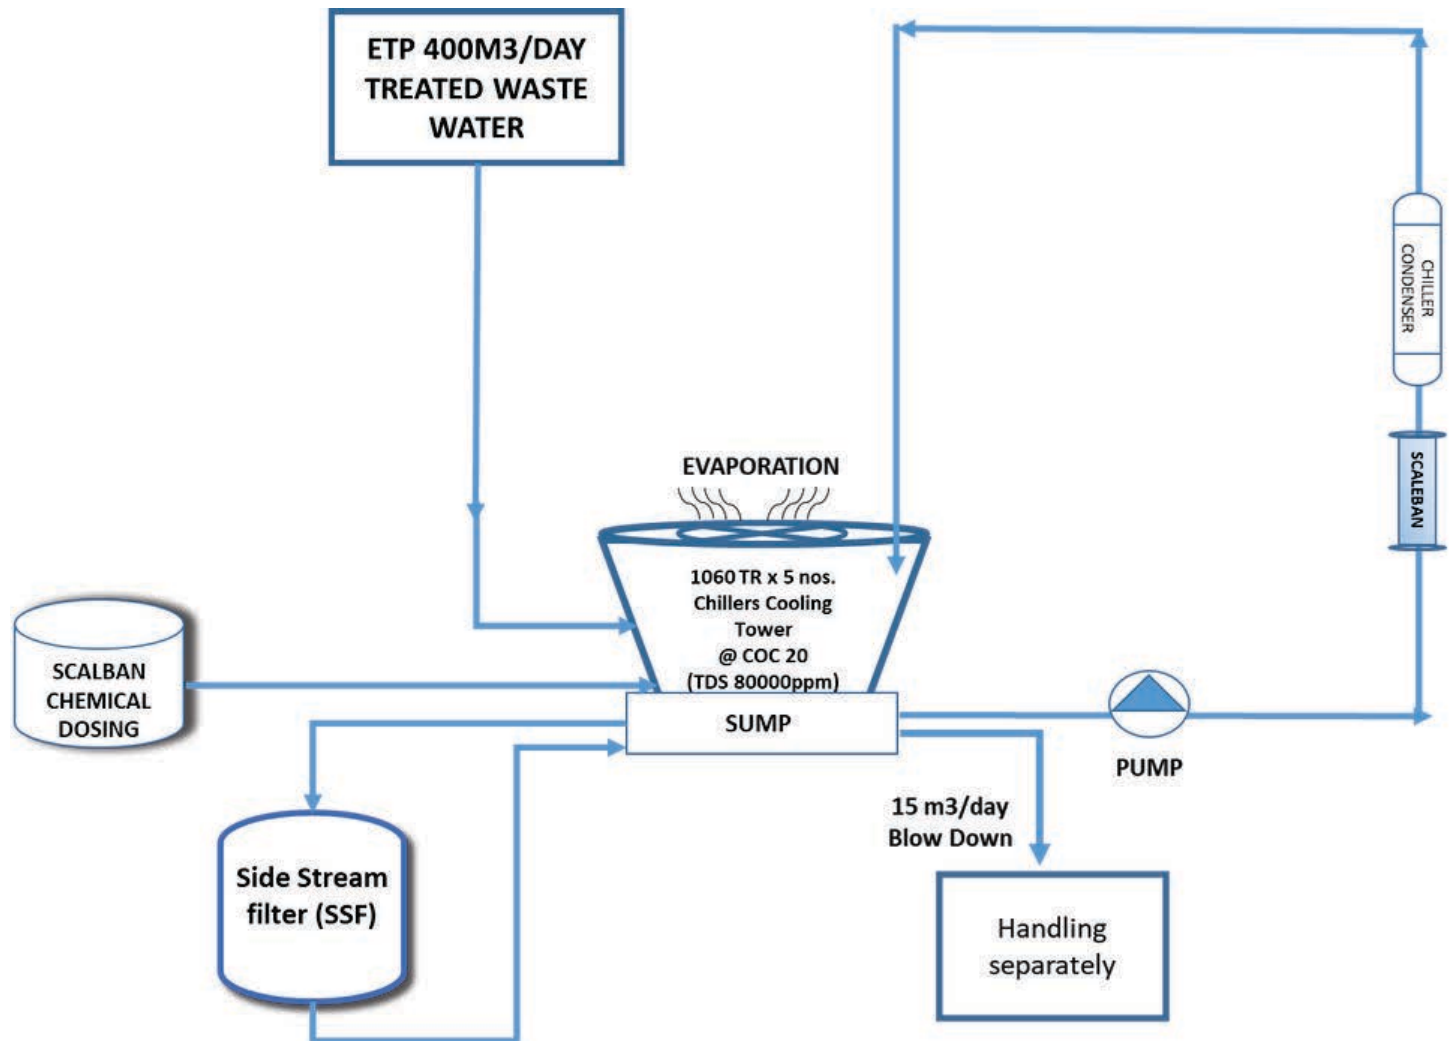 ETP 400M3/DAY
TREATED WASTE
WATER
CHILLER
CONDENSER
SCALEBAN
EVAPORATION
1060 TR x 5 nos.
Chillers Cooling
Tower
@ COC 20
(TDS 80000ppm)
SCALBAN
CHEMICAL
DOSING
SUMP
PUMP
15 m3/day
Blow Down
Side Stream
filter (SSF)
Handling
separately